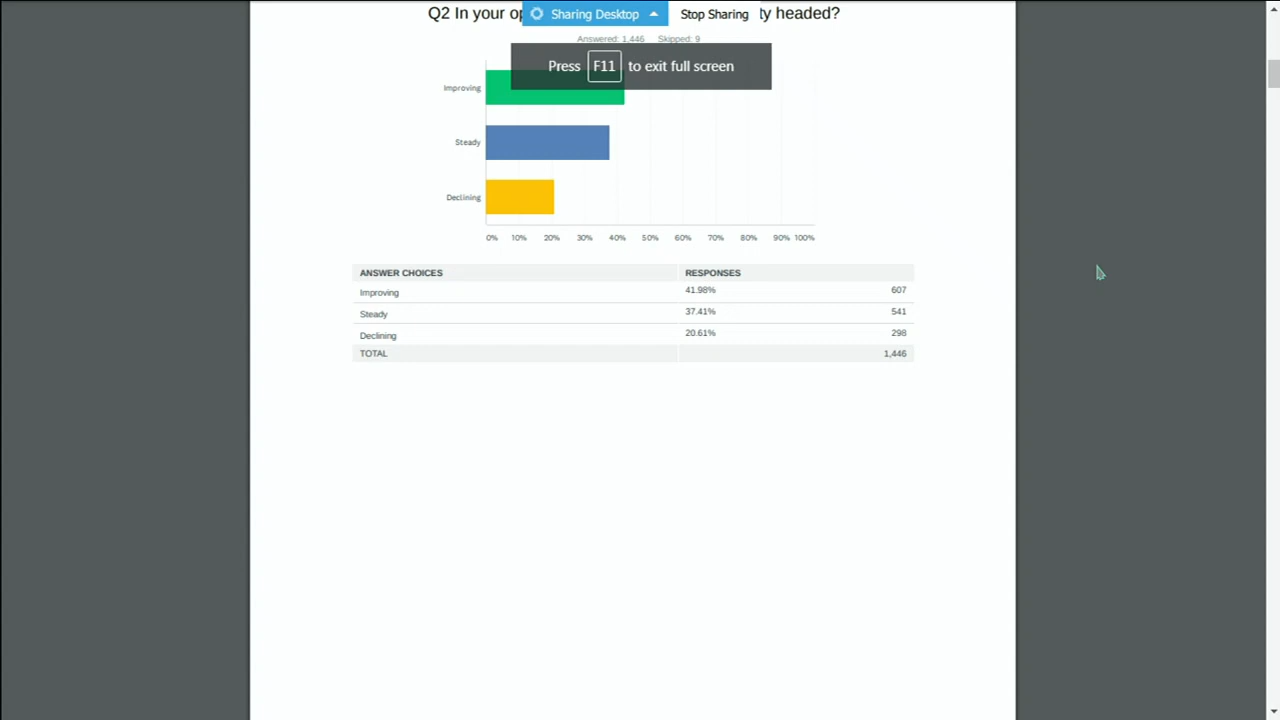 Q2 In your op
Sharing Desktop
Stop Sharing
ty headed?
Answered: 1,446 Skipped: 9
Press F11 to exit full screen
Improving
Steady
Declining
0% 10% 20% 30% 40% 50% 60% 70% 80% 90% 100%
ANSWER CHOICES RESPONSES
Improving 41.98% 607
Steady 37.41% 541
Declining 20.61% 298
TOTAL 1,446